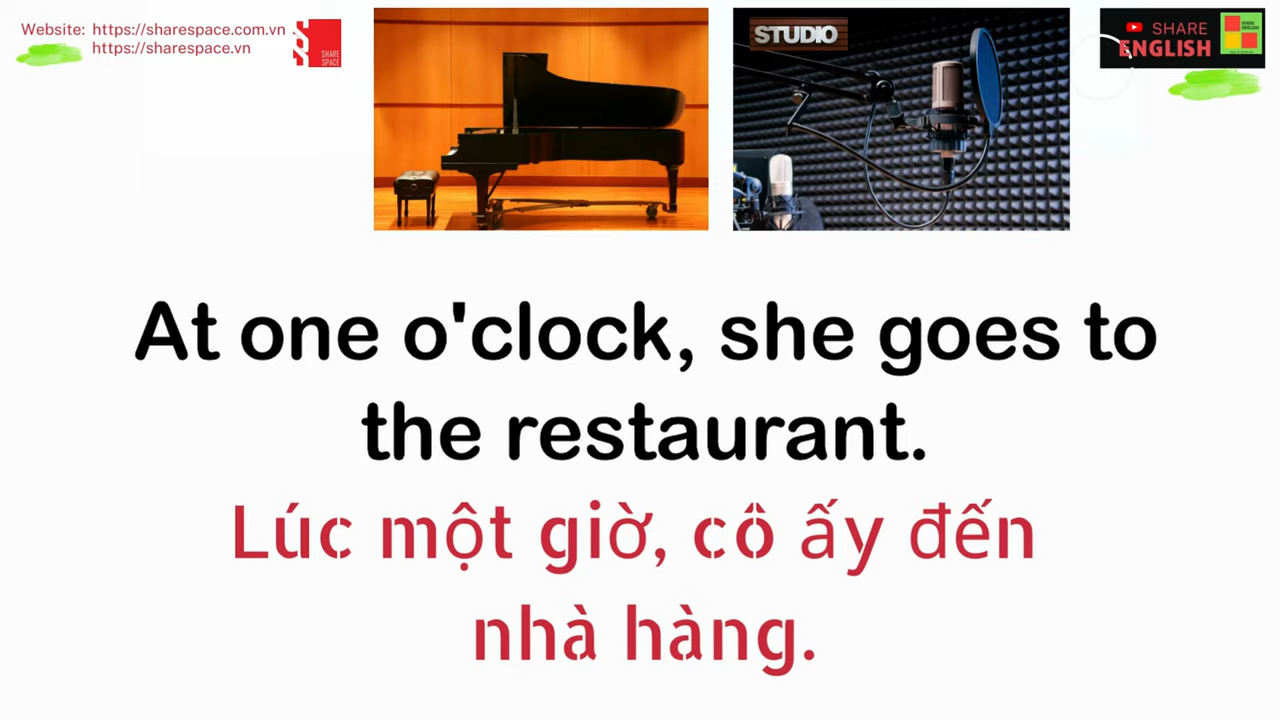 Website: https://sharespace.com.vn
https://sharespace.vn
SHARE
SPACE
STUDIO
SHARE
ENGLISH
At one o'clock, she goes to
the restaurant.
Lúc một giờ, cô ấy đến
nhà hàng.